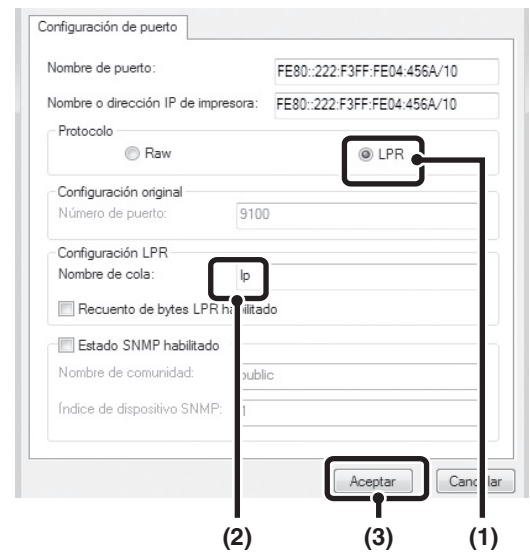 Configuración de puerto
Nombre de puerto: FE80::222:F3FF:FE04:456A/10
Nombre o dirección IP de impresora: FE80::222:F3FF:FE04:456A/10
Protocolo
Raw LPR
Configuración original
Número de puerto: 9100
Configuración LPR
Nombre de cola: lp
Recuento de bytes LPR habilitado
Estado SNMP habilitado
Nombre de comunidad: public
Índice de dispositivo SNMP: 1
Aceptar Cancelar
(2) (3) (1)